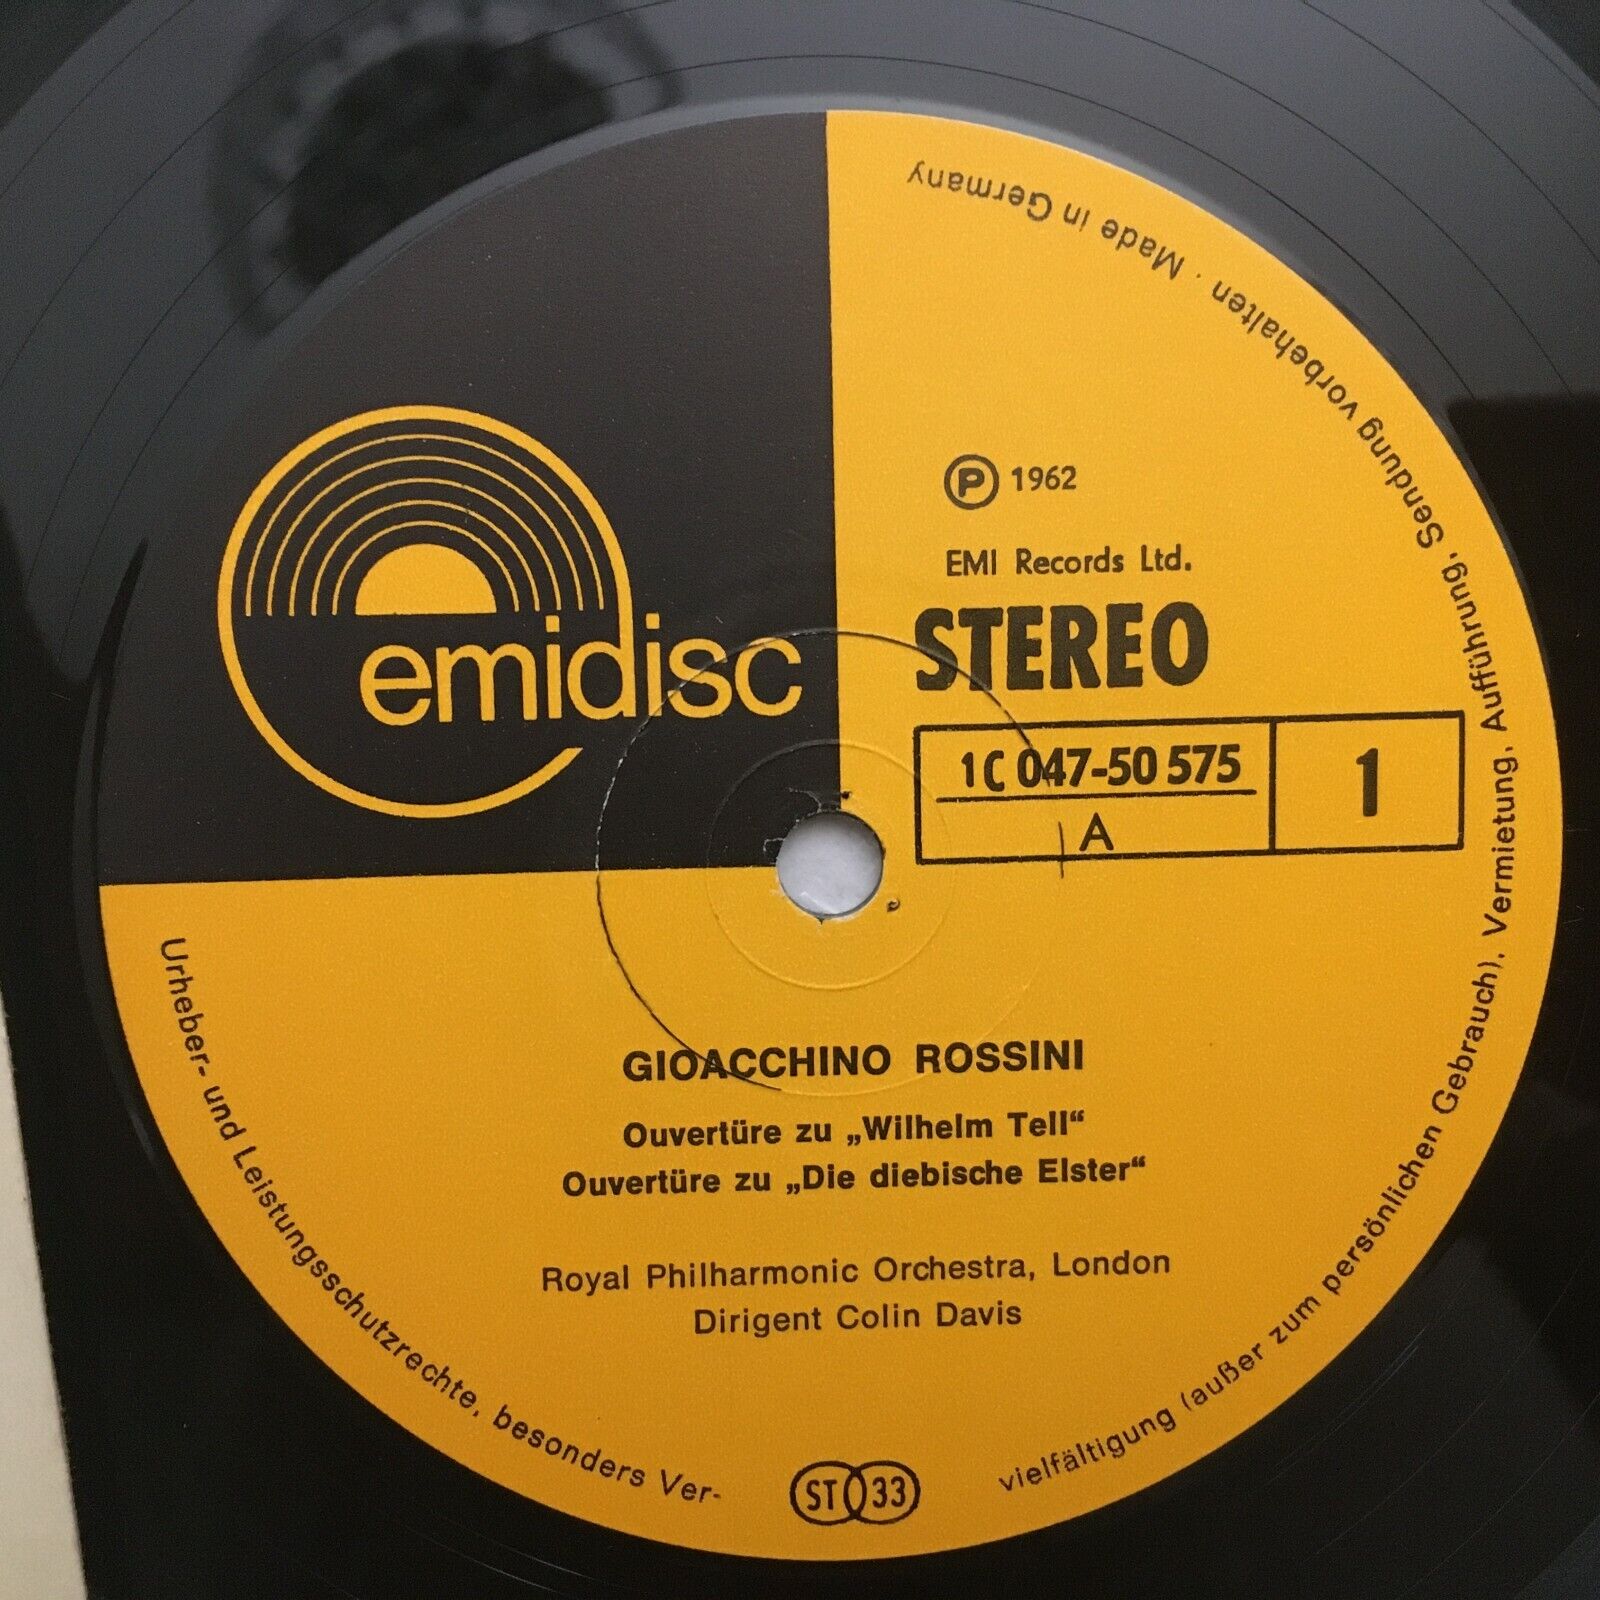 emidisc
Ⓟ 1962
EMI Records Ltd.
STEREO
1C 047-50 575
A
1
GIOACCHINO ROSSINI
Ouvertüre zu „Wilhelm Tell“
Ouvertüre zu „Die diebische Elster“
Royal Philharmonic Orchestra, London
Dirigent Colin Davis
ST 33
Urheber- und Leistungsschutzrechte, besonders Ver-
vielfältigung (außer zum persönlichen Gebrauch), Vermietung, Aufführung, Sendung vorbehalten . Made in Germany